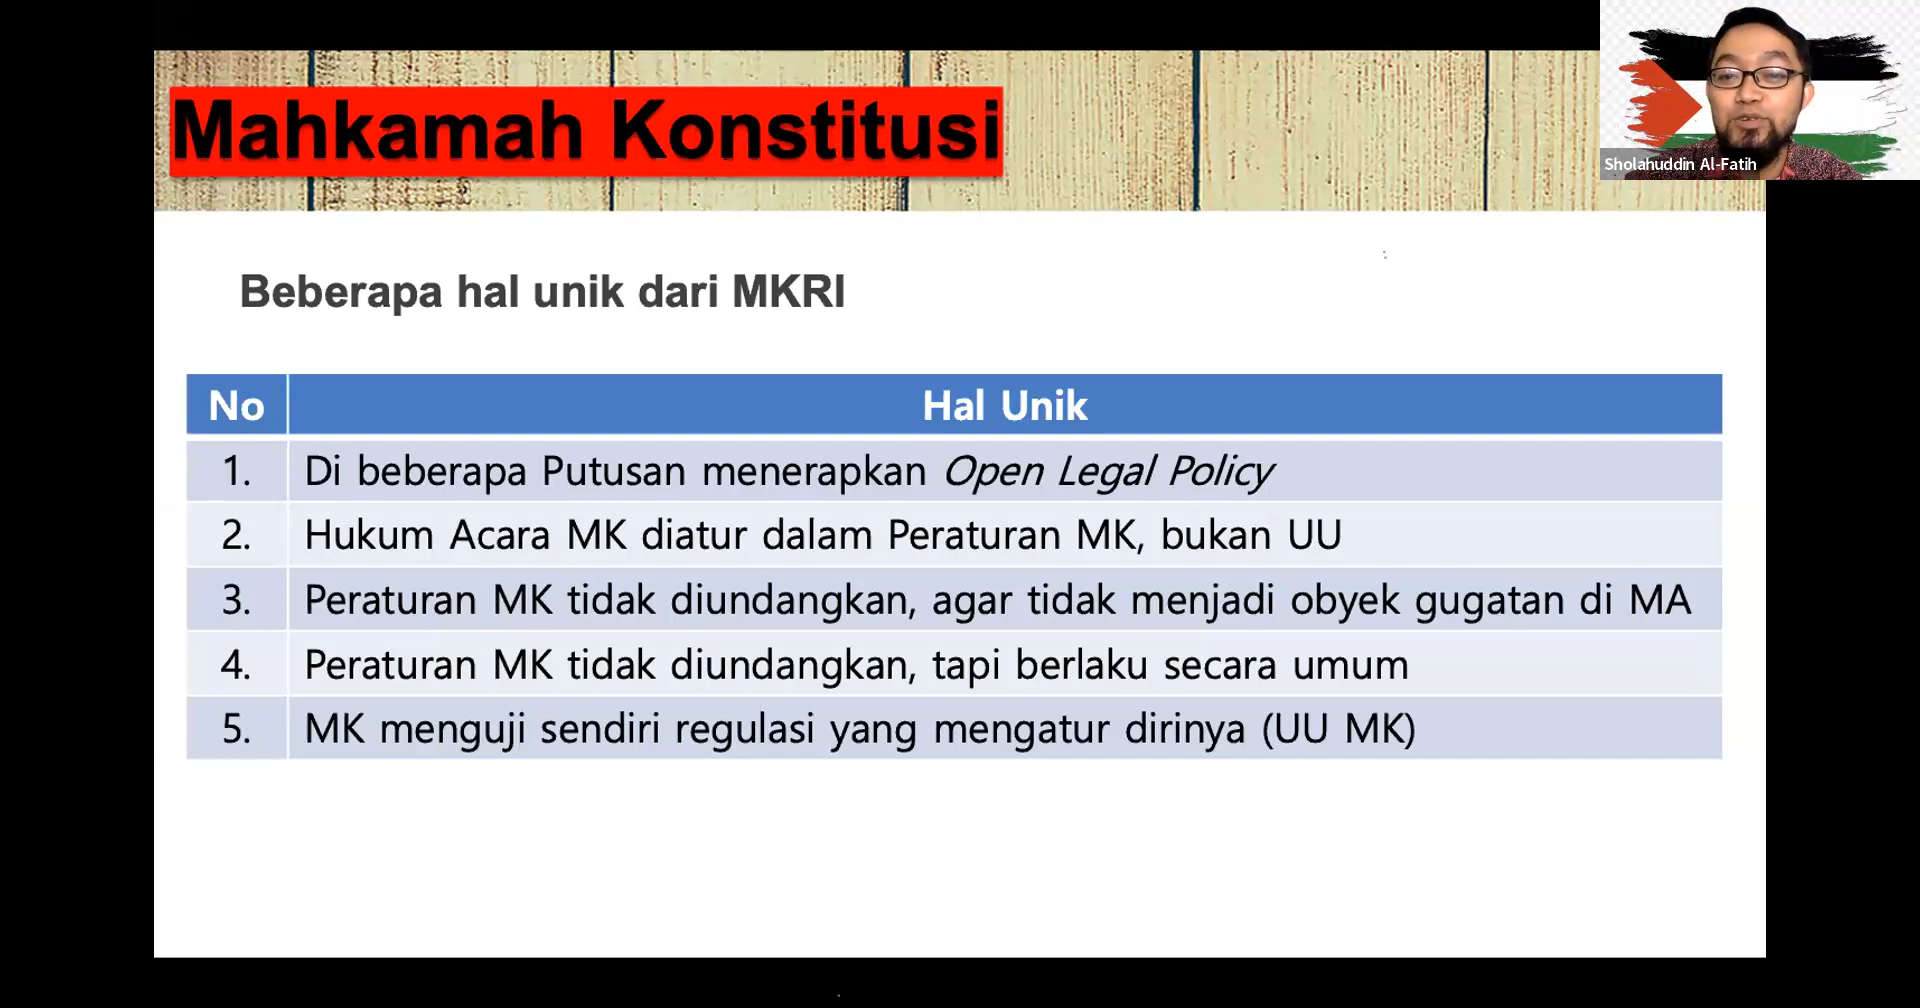 Mahkamah Konstitusi
Sholahuddin Al-Fatih
Beberapa hal unik dari MKRI
No Hal Unik
1. Di beberapa Putusan menerapkan Open Legal Policy
2. Hukum Acara MK diatur dalam Peraturan MK, bukan UU
3. Peraturan MK tidak diundangkan, agar tidak menjadi obyek gugatan di MA
4. Peraturan MK tidak diundangkan, tapi berlaku secara umum
5. MK menguji sendiri regulasi yang mengatur dirinya (UU MK)